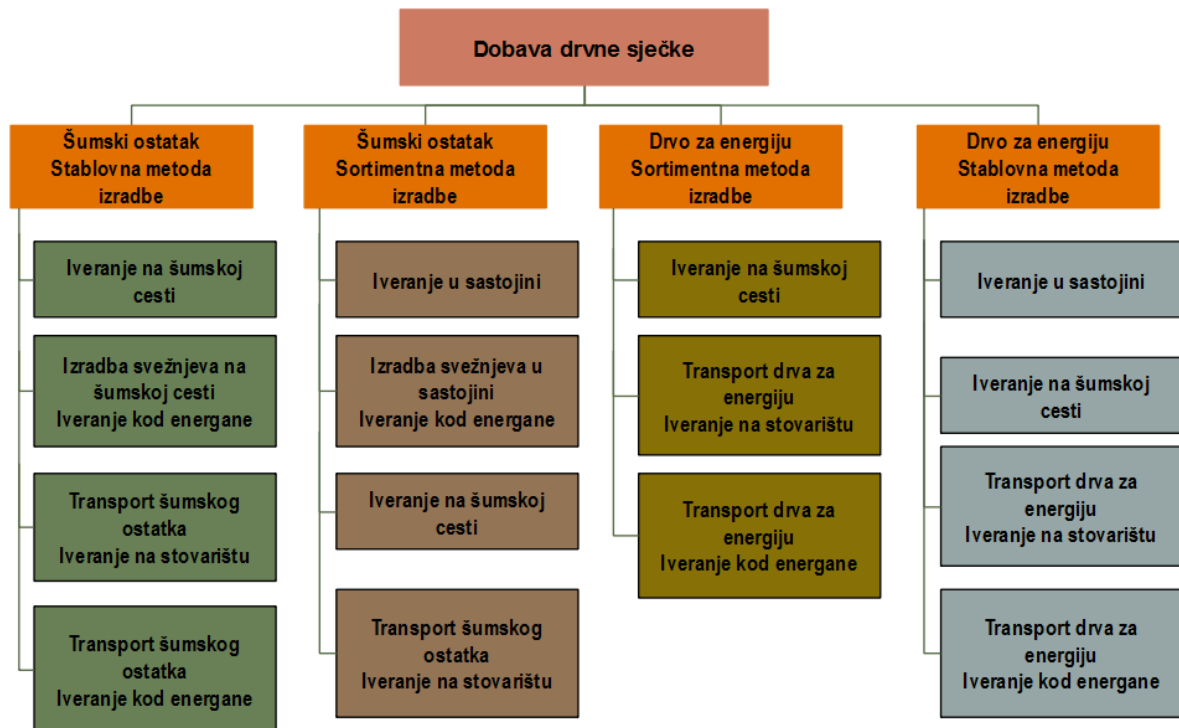 Dobava drvne sječke
Šumski ostatak
Stablovna metoda
izradbe
Iveranje na šumskoj
cesti
Izradba svežnjeva na
šumskoj cesti
Iveranje kod energane
Transport šumskog
ostatka
Iveranje na stovarištu
Transport šumskog
ostatka
Iveranje kod energane
Šumski ostatak
Sortimentna metoda
izradbe
Iveranje u sastojini
Izradba svežnjeva u
sastojini
Iveranje kod energane
Iveranje na šumskoj
cesti
Transport šumskog
ostatka
Iveranje na stovarištu
Drvo za energiju
Sortimentna metoda
izradbe
Iveranje na šumskoj
cesti
Transport drva za
energiju
Iveranje na stovarištu
Transport drva za
energiju
Iveranje kod energane
Drvo za energiju
Stablovna metoda
izradbe
Iveranje u sastojini
Iveranje na šumskoj
cesti
Transport drva za
energiju
Iveranje na stovarištu
Transport drva za
energiju
Iveranje kod energane